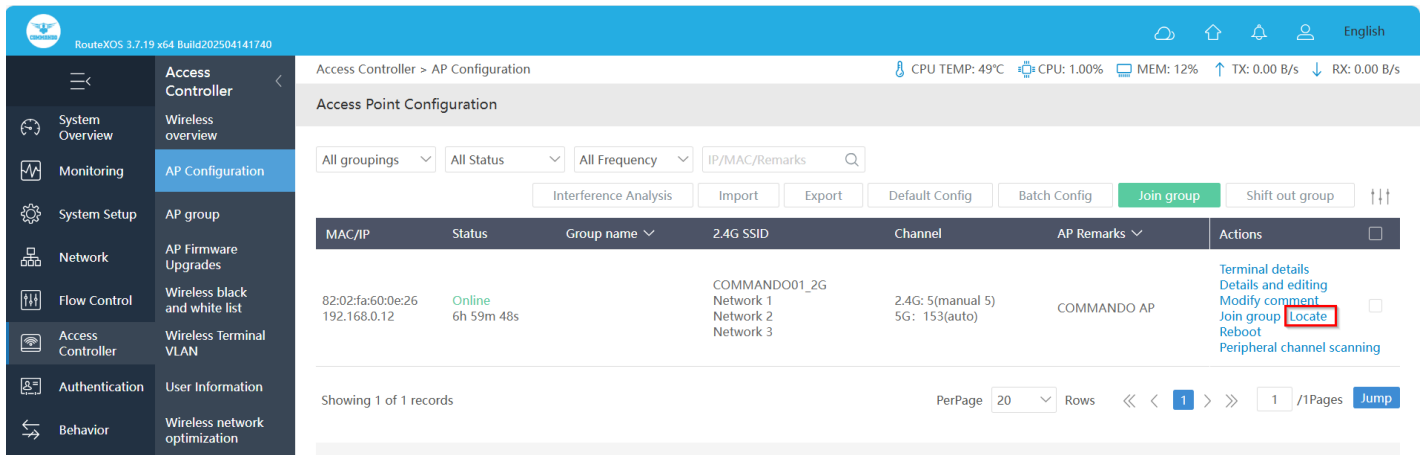 COMMANDO
RouteXOS 3.7.19 x64 Build202504141740
English
Access Controller
System Overview
Monitoring
System Setup
Network
Flow Control
Access Controller
Authentication
Behavior
Wireless overview
AP Configuration
AP group
AP Firmware Upgrades
Wireless black and white list
Wireless Terminal VLAN
User Information
Wireless network optimization
Access Controller > AP Configuration
CPU TEMP: 49℃ CPU: 1.00% MEM: 12% TX: 0.00 B/s RX: 0.00 B/s
Access Point Configuration
All groupings All Status All Frequency IP/MAC/Remarks
Interference Analysis Import Export Default Config Batch Config Join group Shift out group
MAC/IP Status Group name 2.4G SSID Channel AP Remarks Actions
82:02:fa:60:0e:26
192.168.0.12
Online
6h 59m 48s
COMMANDO01_2G
Network 1
Network 2
Network 3
2.4G: 5(manual 5)
5G: 153(auto)
COMMANDO AP
Terminal details
Details and editing
Modify comment
Join group Locate
Reboot
Peripheral channel scanning
Showing 1 of 1 records PerPage 20 Rows 1 1 /1Pages Jump